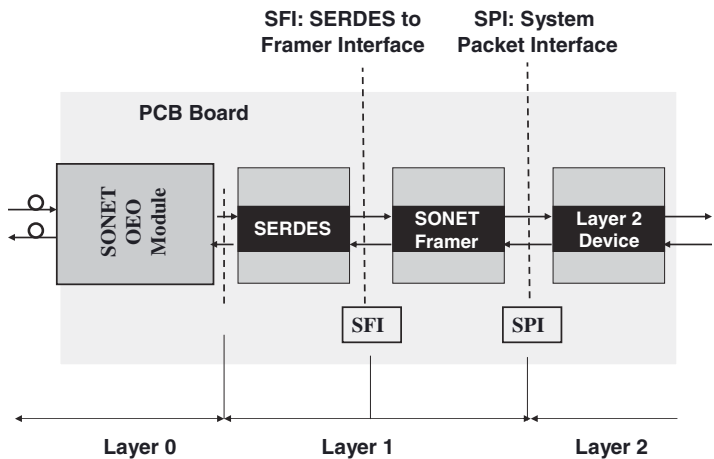 SFI: SERDES to
Framer Interface
SPI: System
Packet Interface
PCB Board
SONET
OEO
Module
SERDES
SONET
Framer
Layer 2
Device
SFI
SPI
Layer 0
Layer 1
Layer 2